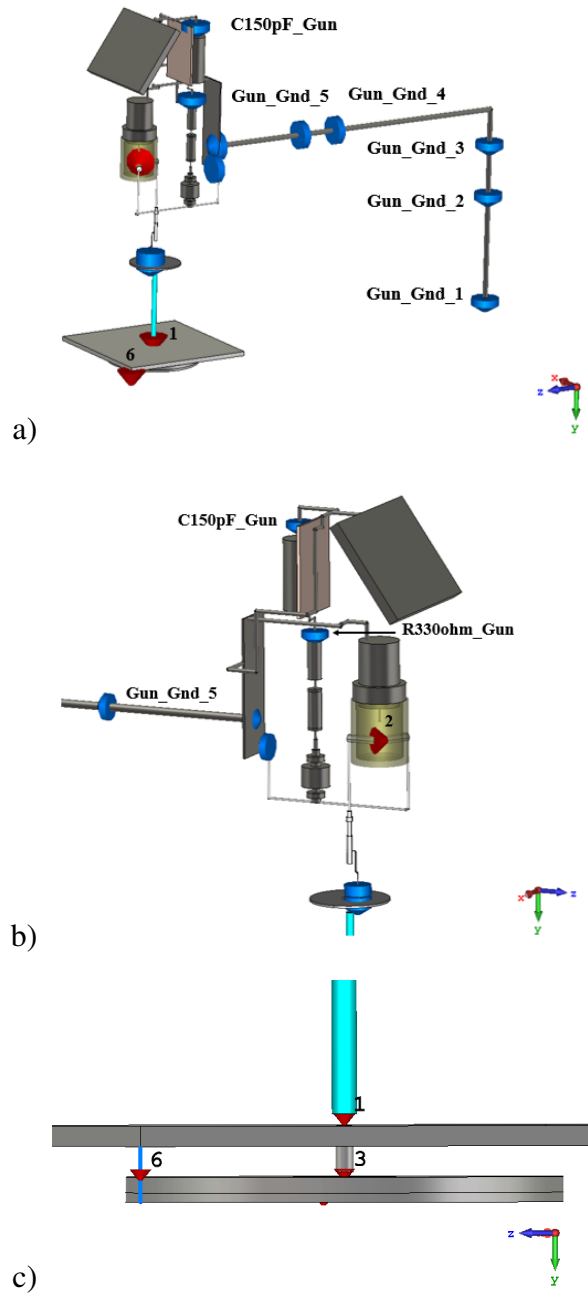 C150pF_Gun
Gun_Gnd_5
Gun_Gnd_4
Gun_Gnd_3
Gun_Gnd_2
Gun_Gnd_1
1
6
x
z
y
a)
C150pF_Gun
R330ohm_Gun
Gun_Gnd_5
2
x
z
y
b)
1
6
3
z
y
c)